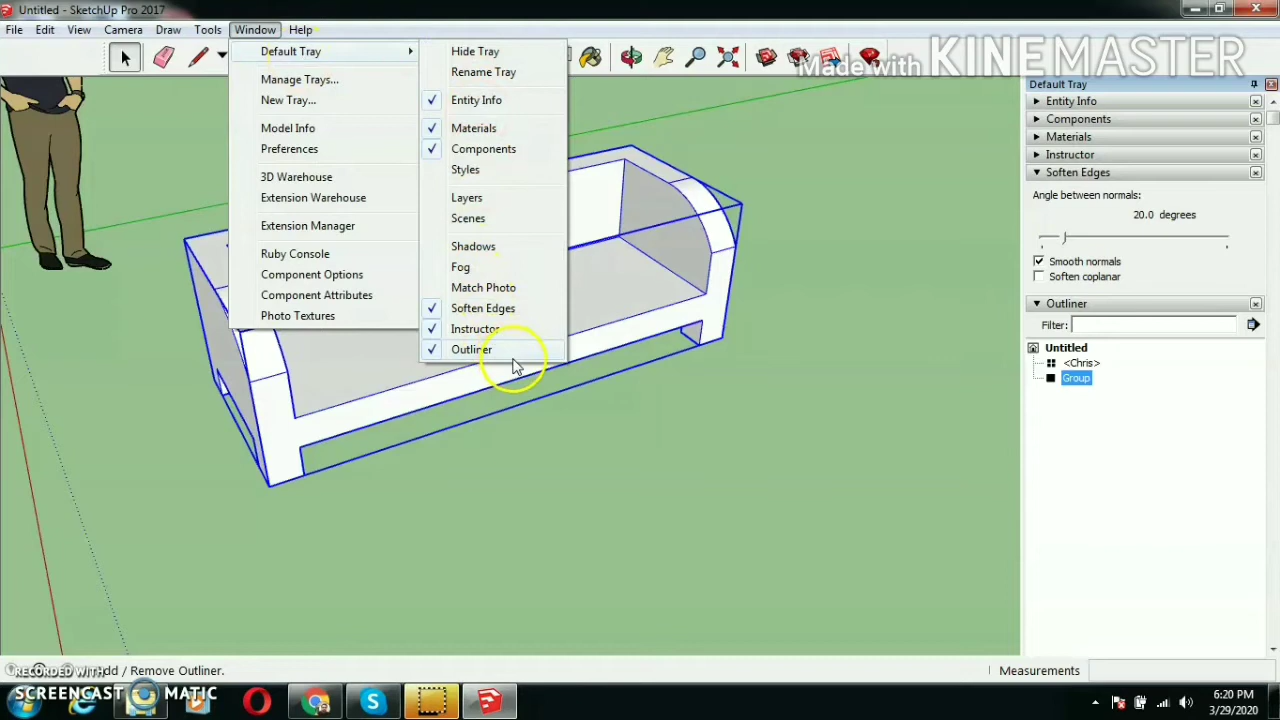 Untitled - SketchUp Pro 2017
File Edit View Camera Draw Tools Window Help
Made with KINEMASTER
Default Tray
Manage Trays...
New Tray...
Model Info
Preferences
3D Warehouse
Extension Warehouse
Extension Manager
Ruby Console
Component Options
Component Attributes
Photo Textures
Hide Tray
Rename Tray
Entity Info
Materials
Components
Styles
Layers
Scenes
Shadows
Fog
Match Photo
Soften Edges
Instructor
Outliner
Default Tray
Entity Info
Components
Materials
Instructor
Soften Edges
Angle between normals:
20.0 degrees
Smooth normals
Soften coplanar
Outliner
Filter:
Untitled
<Chris>
Group
dd / Remove Outliner.
Measurements
RECORDED WITH
SCREENCAST MATIC
6:20 PM
3/29/2020